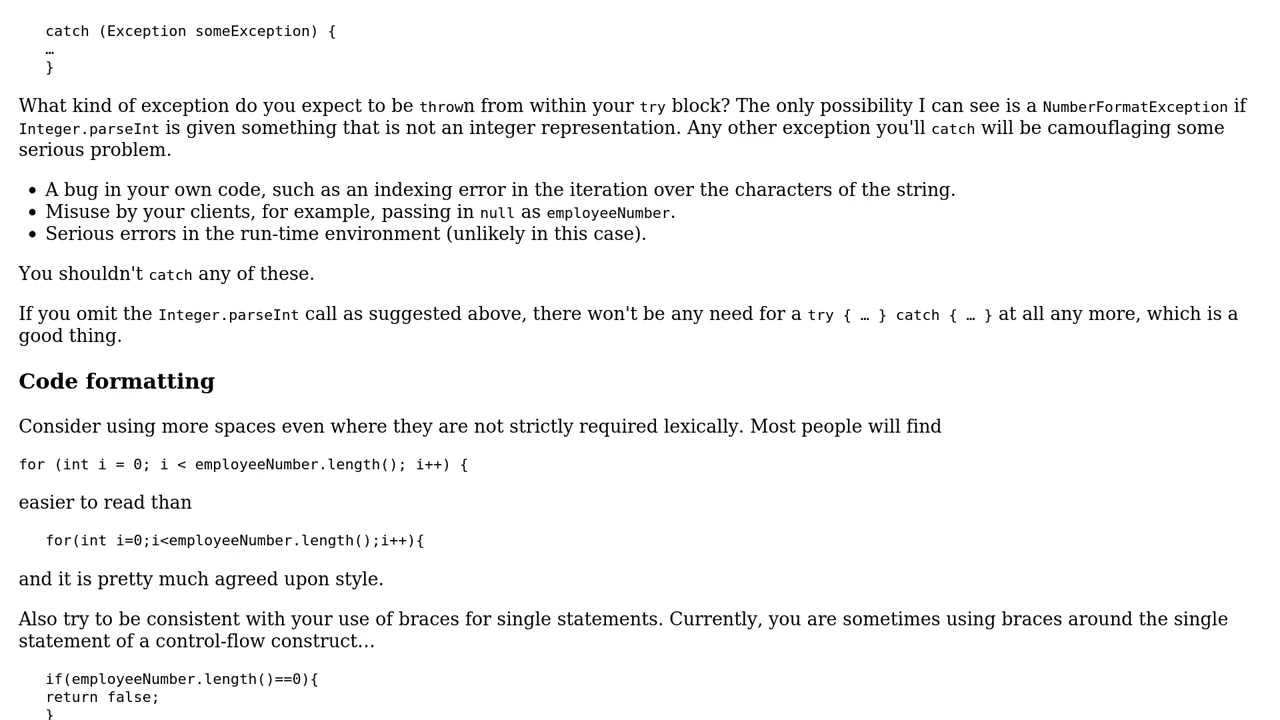 catch (Exception someException) {
…
}
What kind of exception do you expect to be thrown from within your try block? The only possibility I can see is a NumberFormatException if
Integer.parseInt is given something that is not an integer representation. Any other exception you'll catch will be camouflaging some
serious problem.
• A bug in your own code, such as an indexing error in the iteration over the characters of the string.
• Misuse by your clients, for example, passing in null as employeeNumber.
• Serious errors in the run-time environment (unlikely in this case).
You shouldn't catch any of these.
If you omit the Integer.parseInt call as suggested above, there won't be any need for a try { … } catch { … } at all any more, which is a
good thing.
Code formatting
Consider using more spaces even where they are not strictly required lexically. Most people will find
for (int i = 0; i < employeeNumber.length(); i++) {
easier to read than
for(int i=0;i<employeeNumber.length();i++){
and it is pretty much agreed upon style.
Also try to be consistent with your use of braces for single statements. Currently, you are sometimes using braces around the single
statement of a control-flow construct…
if(employeeNumber.length()==0){
return false;
}